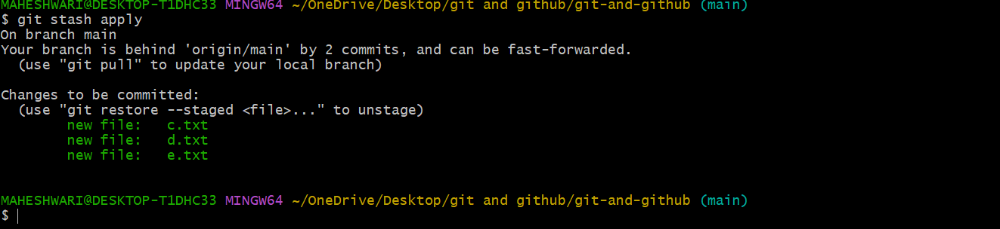 MAHESHWARI@DESKTOP-T1DHC33 MINGW64 ~/OneDrive/Desktop/git and github/git-and-github (main)
$ git stash apply
On branch main
Your branch is behind 'origin/main' by 2 commits, and can be fast-forwarded.
  (use "git pull" to update your local branch)

Changes to be committed:
  (use "git restore --staged <file>..." to unstage)
        new file:   c.txt
        new file:   d.txt
        new file:   e.txt

MAHESHWARI@DESKTOP-T1DHC33 MINGW64 ~/OneDrive/Desktop/git and github/git-and-github (main)
$